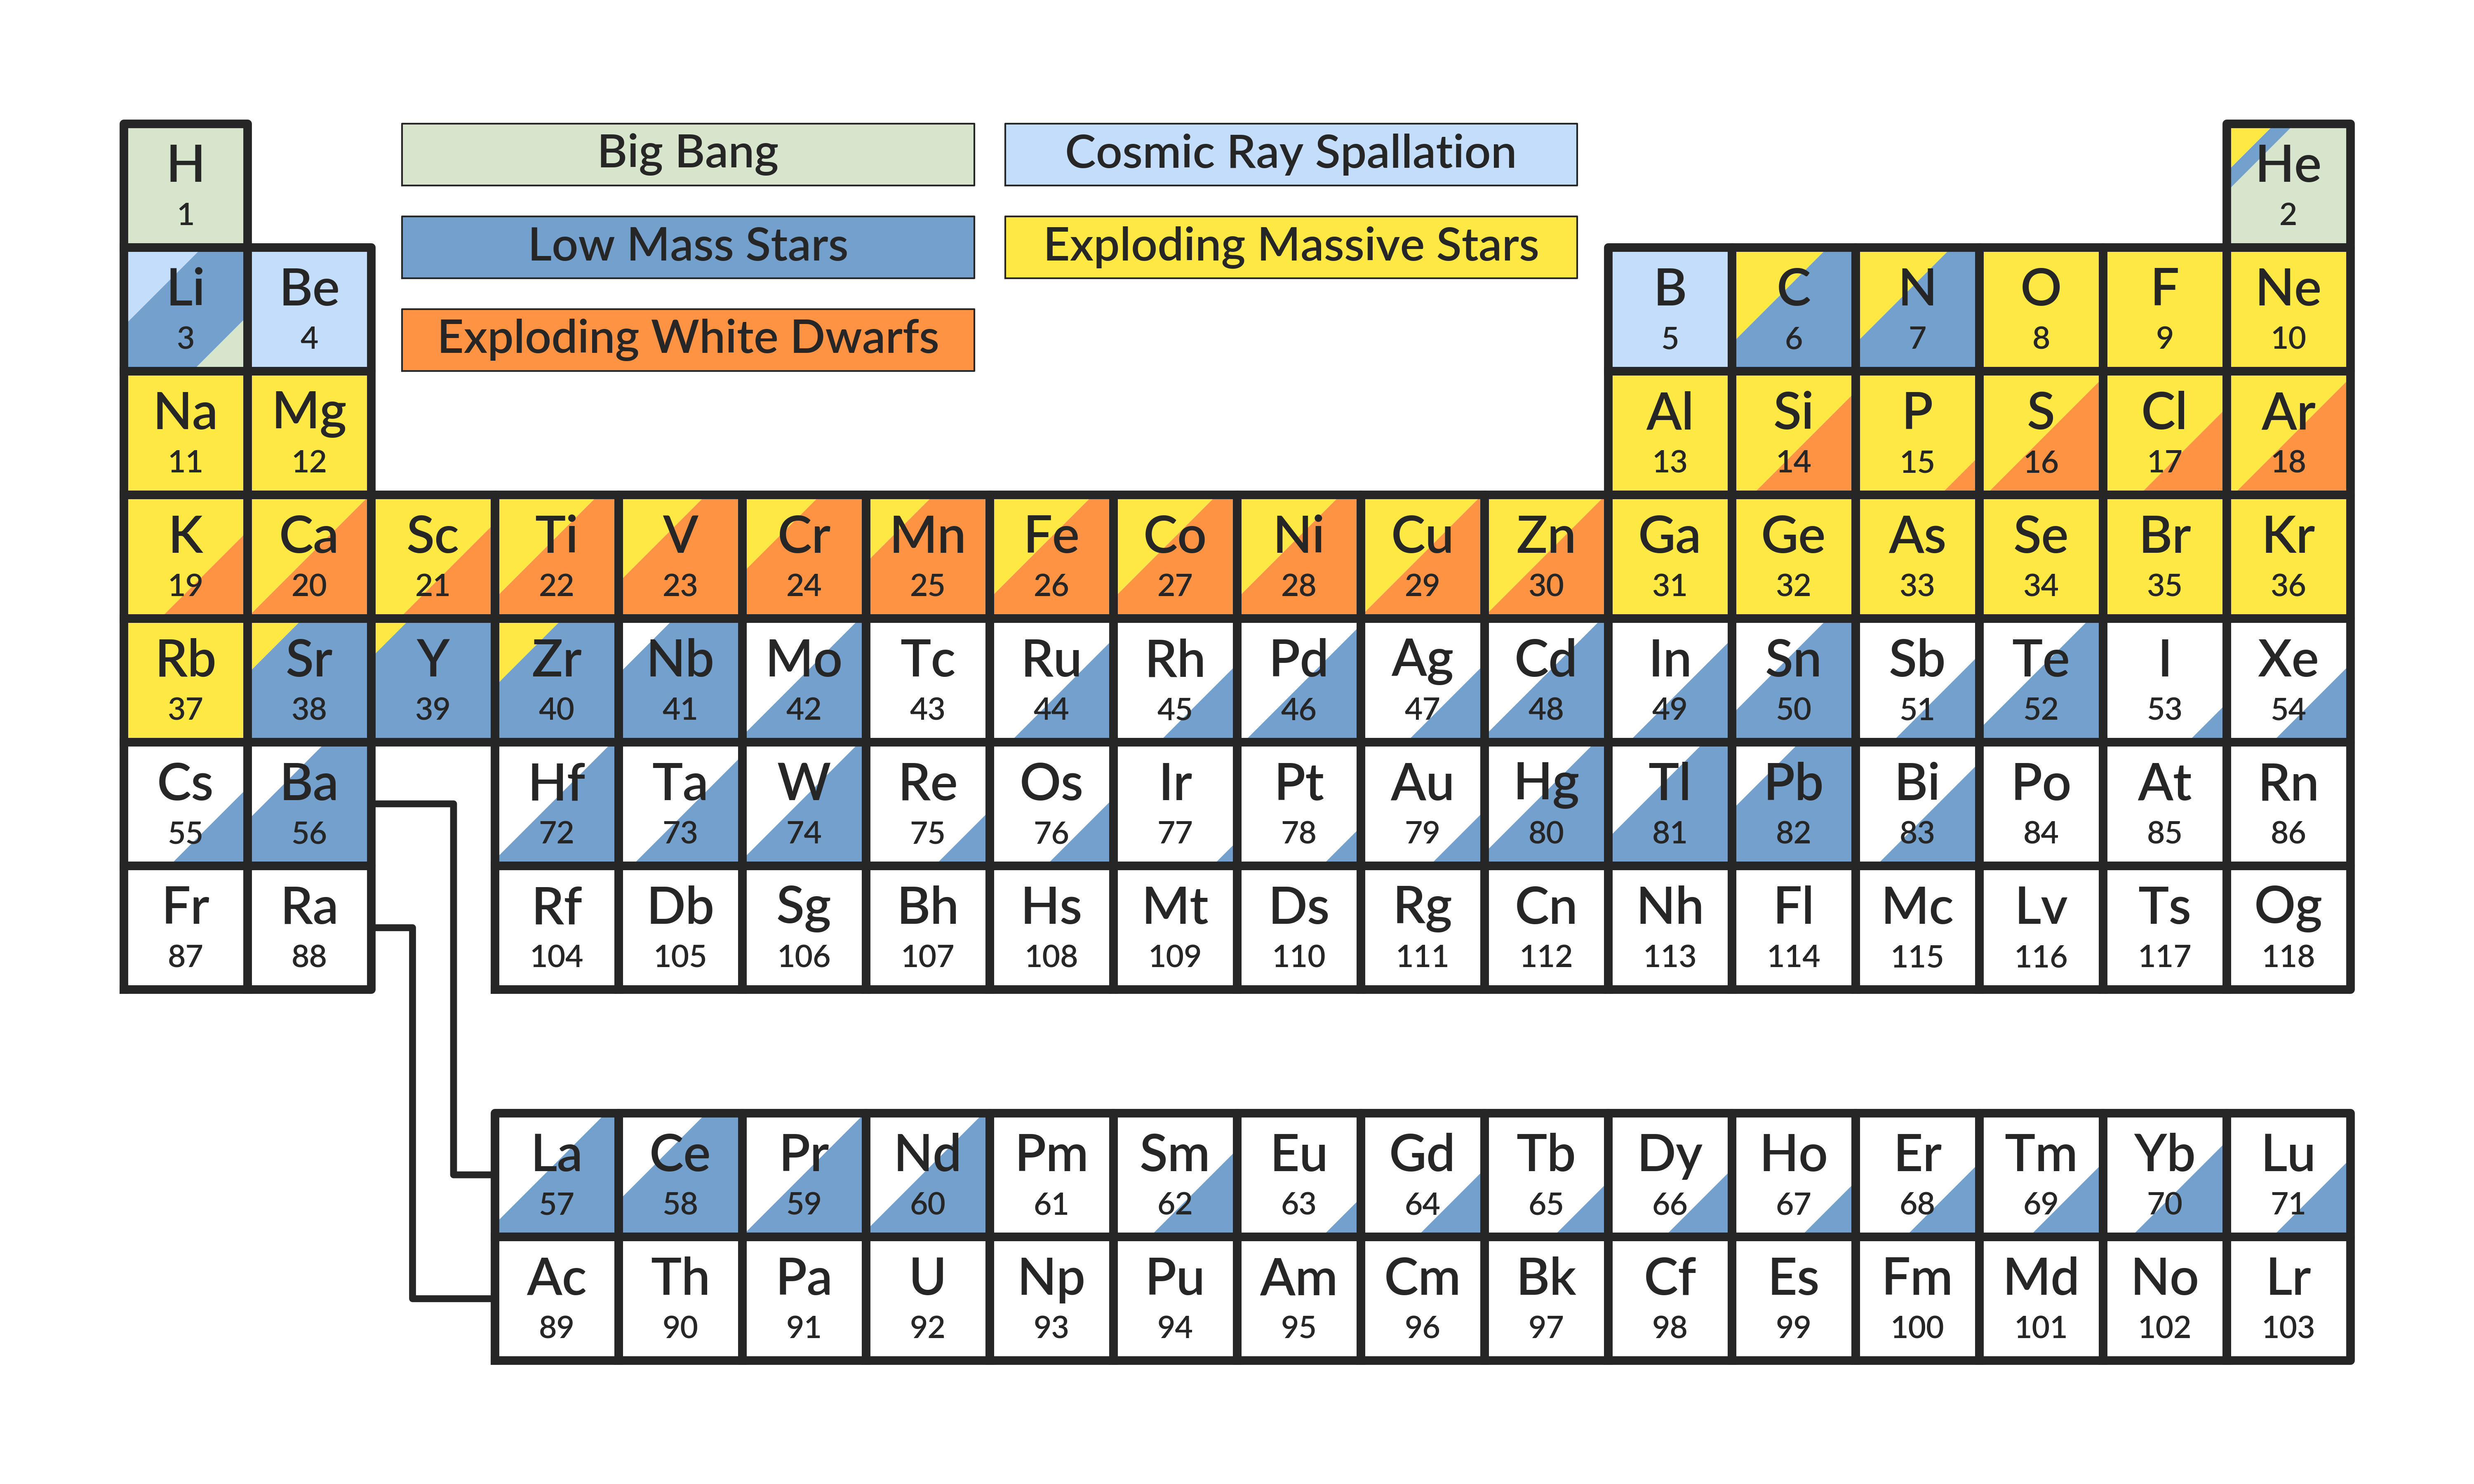 Big Bang
Cosmic Ray Spallation
Low Mass Stars
Exploding Massive Stars
Exploding White Dwarfs
H He
1 2
Li Be B C N O F Ne
3 4 5 6 7 8 9 10
Na Mg Al Si P S Cl Ar
11 12 13 14 15 16 17 18
K Ca Sc Ti V Cr Mn Fe Co Ni Cu Zn Ga Ge As Se Br Kr
19 20 21 22 23 24 25 26 27 28 29 30 31 32 33 34 35 36
Rb Sr Y Zr Nb Mo Tc Ru Rh Pd Ag Cd In Sn Sb Te I Xe
37 38 39 40 41 42 43 44 45 46 47 48 49 50 51 52 53 54
Cs Ba Hf Ta W Re Os Ir Pt Au Hg Tl Pb Bi Po At Rn
55 56 72 73 74 75 76 77 78 79 80 81 82 83 84 85 86
Fr Ra Rf Db Sg Bh Hs Mt Ds Rg Cn Nh Fl Mc Lv Ts Og
87 88 104 105 106 107 108 109 110 111 112 113 114 115 116 117 118
La Ce Pr Nd Pm Sm Eu Gd Tb Dy Ho Er Tm Yb Lu
57 58 59 60 61 62 63 64 65 66 67 68 69 70 71
Ac Th Pa U Np Pu Am Cm Bk Cf Es Fm Md No Lr
89 90 91 92 93 94 95 96 97 98 99 100 101 102 103